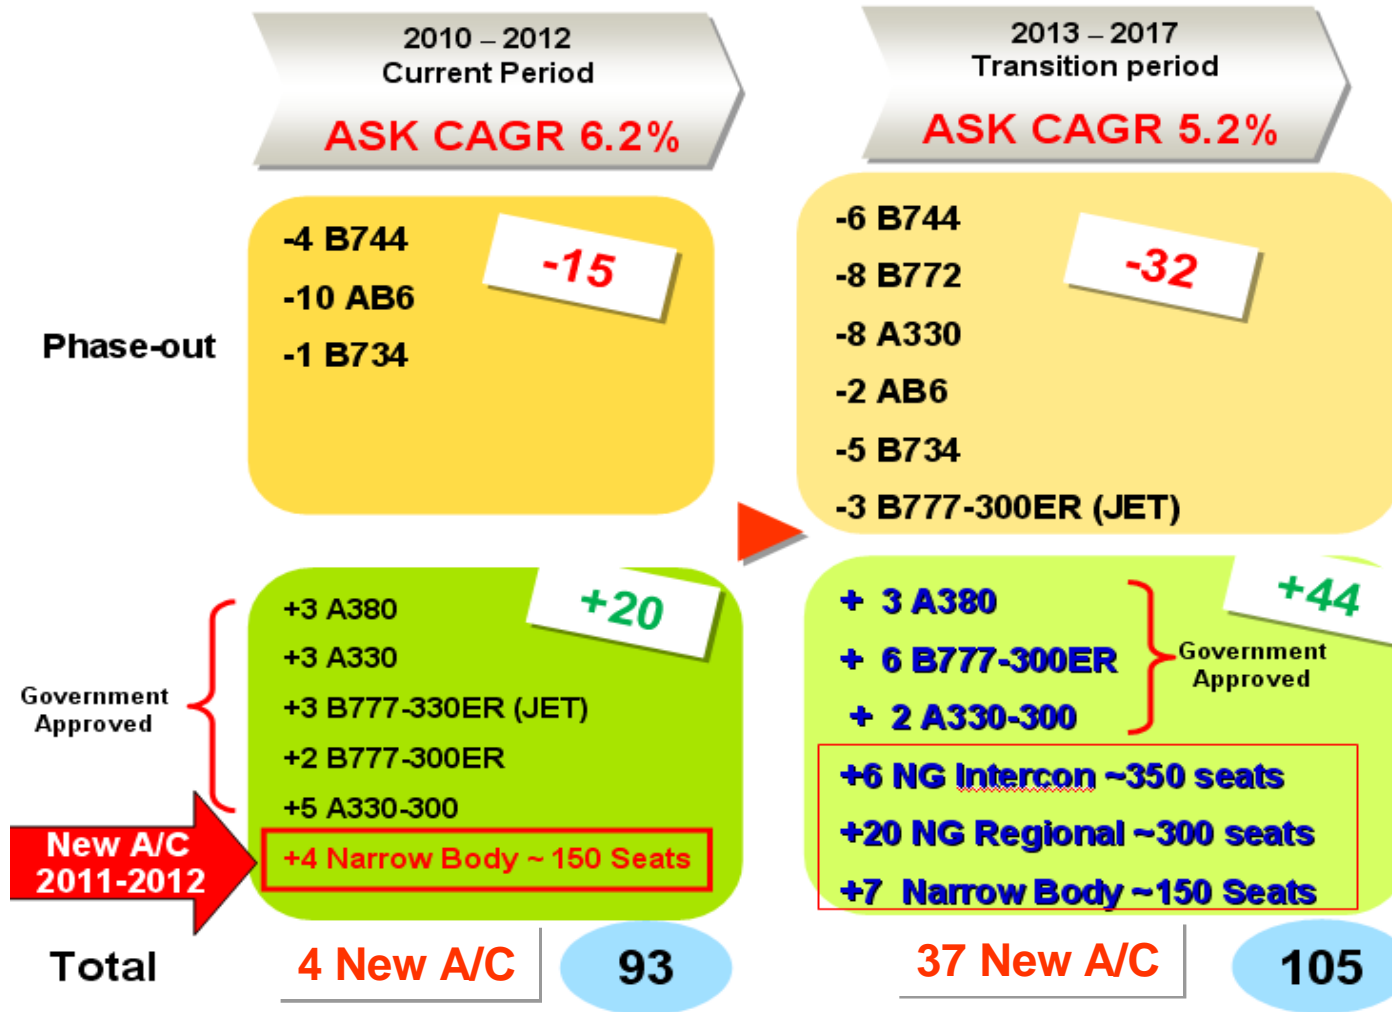 2010 – 2012
Current Period
ASK CAGR 6.2%
2013 – 2017
Transition period
ASK CAGR 5.2%
Phase-out
-4 B744
-10 AB6
-1 B734
-15
-6 B744
-8 B772
-8 A330
-2 AB6
-5 B734
-3 B777-300ER (JET)
-32
Government
Approved
+3 A380
+3 A330
+3 B777-330ER (JET)
+2 B777-300ER
+5 A330-300
+4 Narrow Body ~ 150 Seats
+20
New A/C
2011-2012
+ 3 A380
+ 6 B777-300ER
+ 2 A330-300
+6 NG Intercon ~350 seats
+20 NG Regional ~300 seats
+7 Narrow Body ~150 Seats
+44
Government
Approved
Total
4 New A/C
93
37 New A/C
105